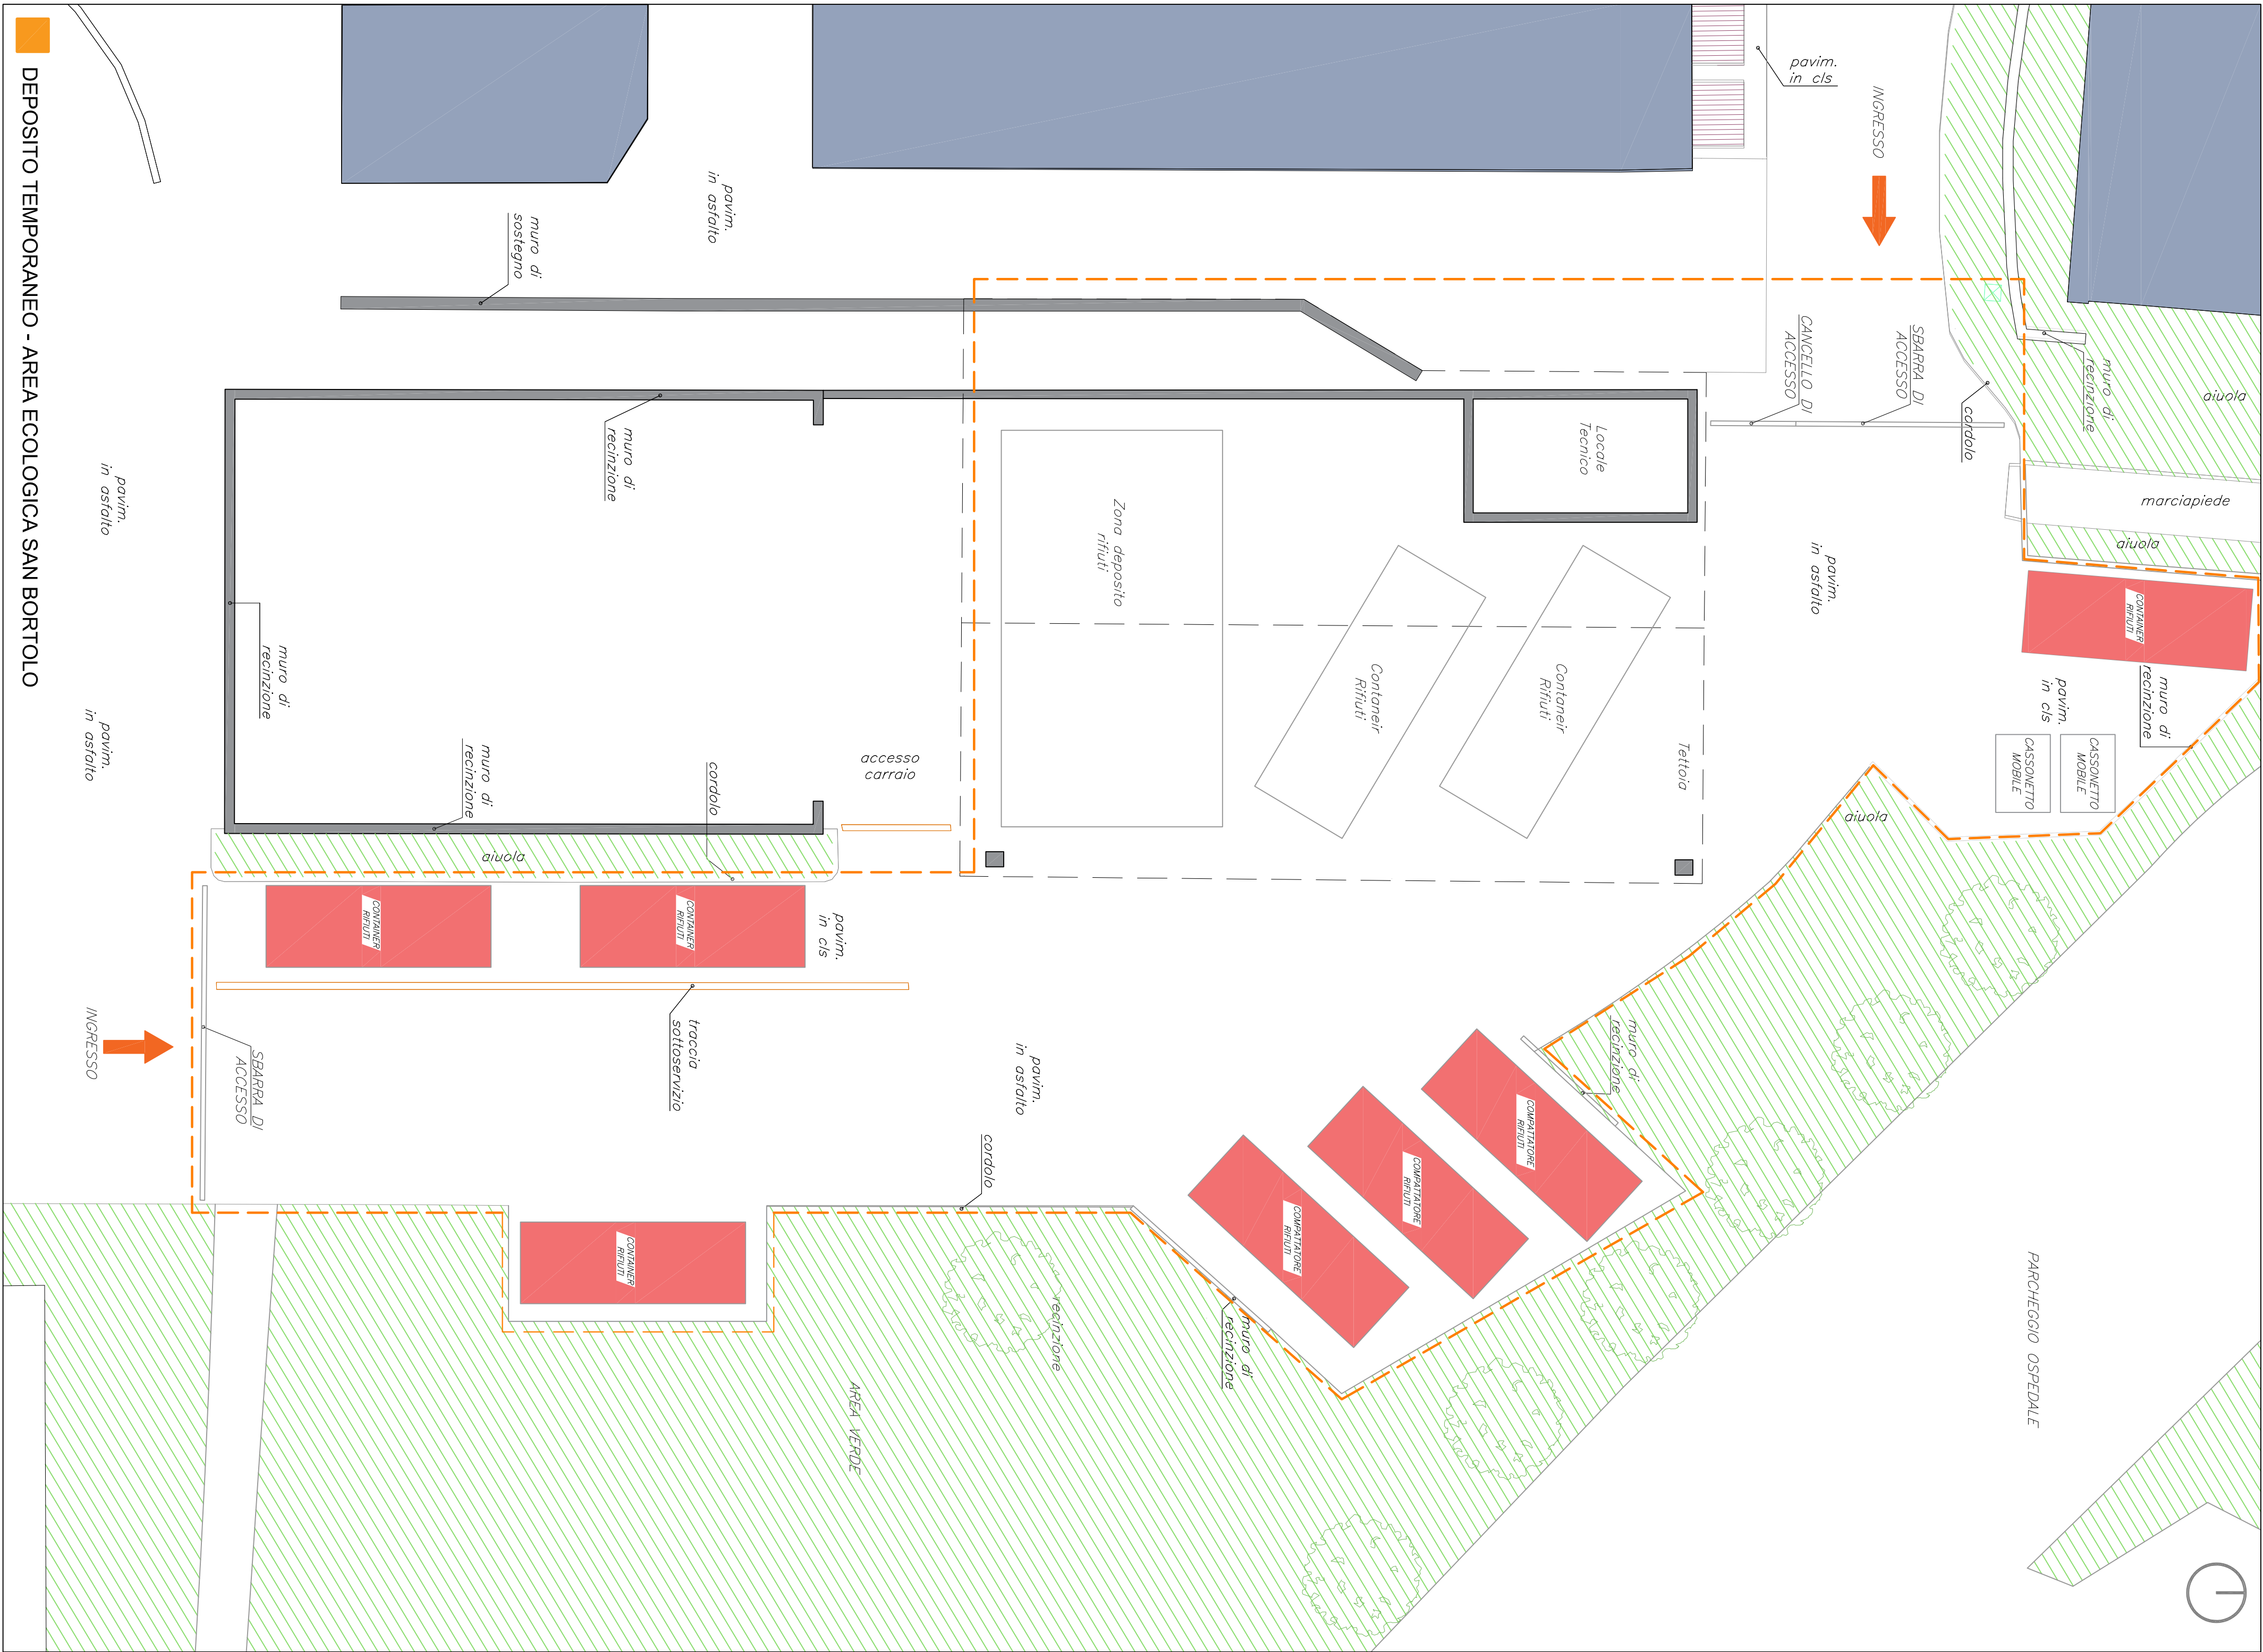 DEPOSITO TEMPORANEO - AREA ECOLOGICA SAN BORTOLO
pavim.
in cls
INGRESSO
pavim.
in asfalto
muro di
sostegno
CANCELLO DI
ACCESSO
SBARRA DI
ACCESSO
cordolo
muro di
recinzione
aiuola
marciapiede
aiuola
Locale
Tecnico
muro di
recinzione
pavim.
in asfalto
Zona deposito
rifiuti
pavim.
in asfalto
CONTAINER
RIFIUTI
Contaneir
Rifiuti
Contaneir
Rifiuti
muro di
recinzione
pavim.
in cls
muro di
recinzione
pavim.
in asfalto
muro di
recinzione
cordolo
accesso
carraio
Tettoia
CASSONETTO
MOBILE
CASSONETTO
MOBILE
aiuola
aiuola
CONTAINER
RIFIUTI
CONTAINER
RIFIUTI
pavim.
in cls
INGRESSO
SBARRA DI
ACCESSO
traccia
sottoservizio
pavim.
in asfalto
muro di
recinzione
cordolo
COMPATTATORE
RIFIUTI
COMPATTATORE
RIFIUTI
COMPATTATORE
RIFIUTI
CONTAINER
RIFIUTI
recinzione
muro di
recinzione
AREA VERDE
PARCHEGGIO OSPEDALE